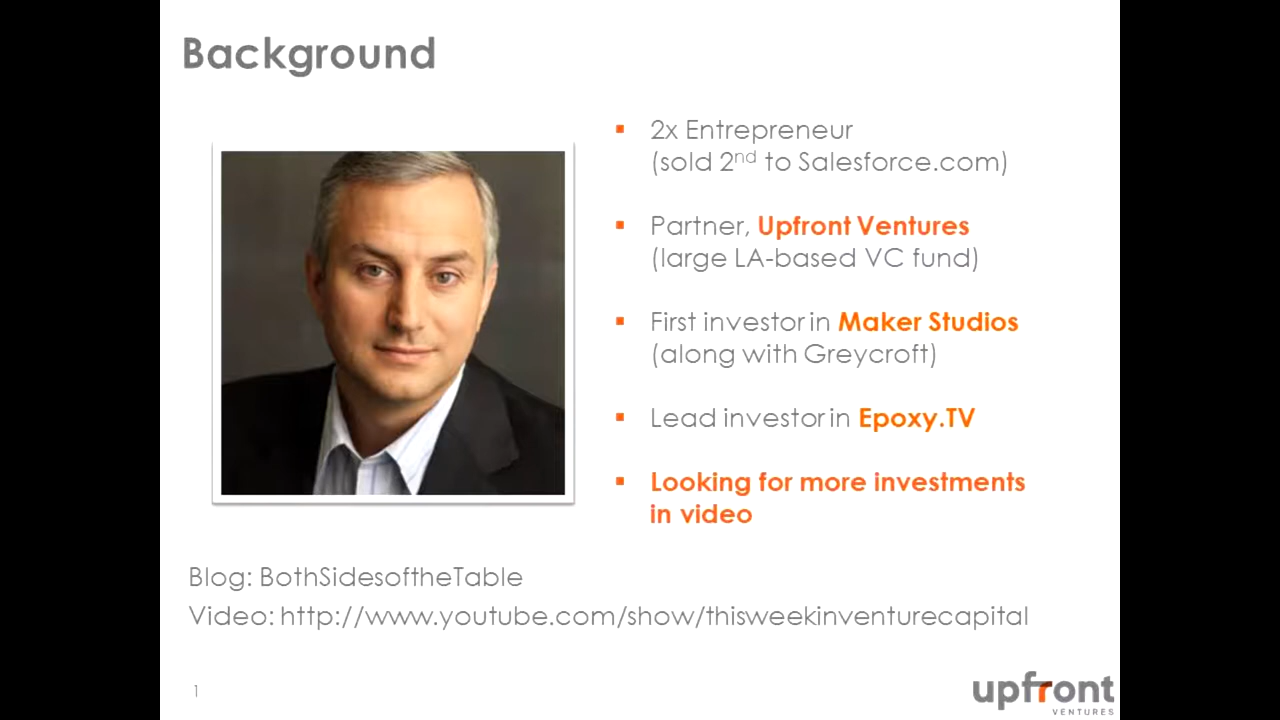 Background
2x Entrepreneur
(sold 2nd to Salesforce.com)
Partner, Upfront Ventures
(large LA-based VC fund)
First investor in Maker Studios
(along with Greycroft)
Lead investor in Epoxy.TV
Looking for more investments
in video
Blog: BothSidesoftheTable
Video: http://www.youtube.com/show/thisweekinventurecapital
1
upfront
VENTURES